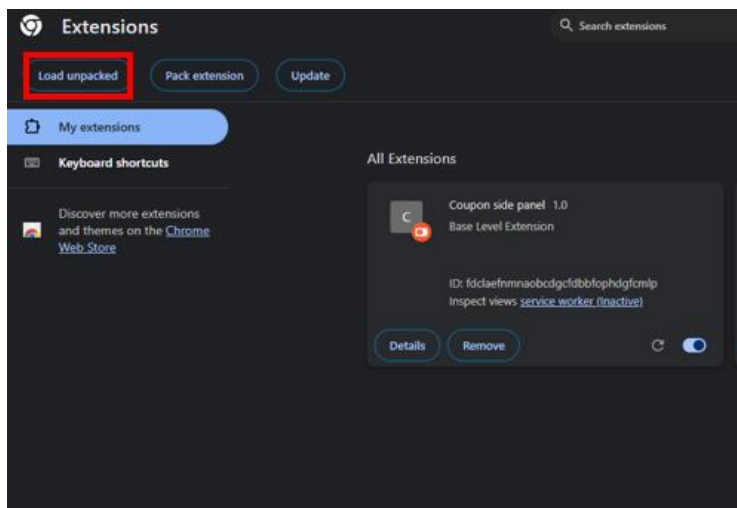 Extensions
Search extensions
Load unpacked
Pack extension
Update
My extensions
Keyboard shortcuts
Discover more extensions
and themes on the Chrome
Web Store
All Extensions
C
Coupon side panel 1.0
Base Level Extension
ID: fdclaefnmnaobcdgcfdbbfophdgfcmlp
Inspect views service worker (Inactive)
Details
Remove